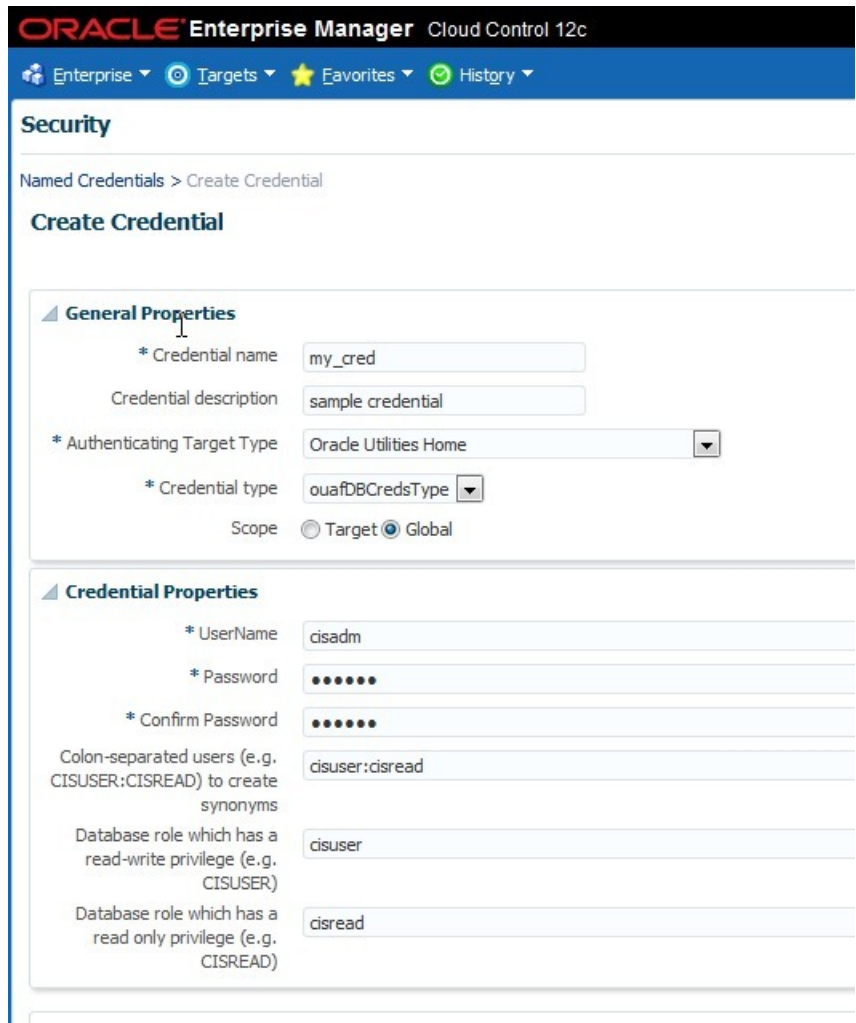 ORACLE Enterprise Manager Cloud Control 12c
Enterprise Targets Favorites History
Security
Named Credentials > Create Credential
Create Credential
General Properties
* Credential name my_cred
Credential description sample credential
* Authenticating Target Type Oracle Utilities Home
* Credential type ouafDBCredsType
Scope Target Global
Credential Properties
* UserName cisadm
* Password ••••••
* Confirm Password ••••••
Colon-separated users (e.g.
CISUSER:CISREAD) to create
synonyms
cisuser:cisread
Database role which has a
read-write privilege (e.g.
CISUSER)
cisuser
Database role which has a
read only privilege (e.g.
CISREAD)
cisread